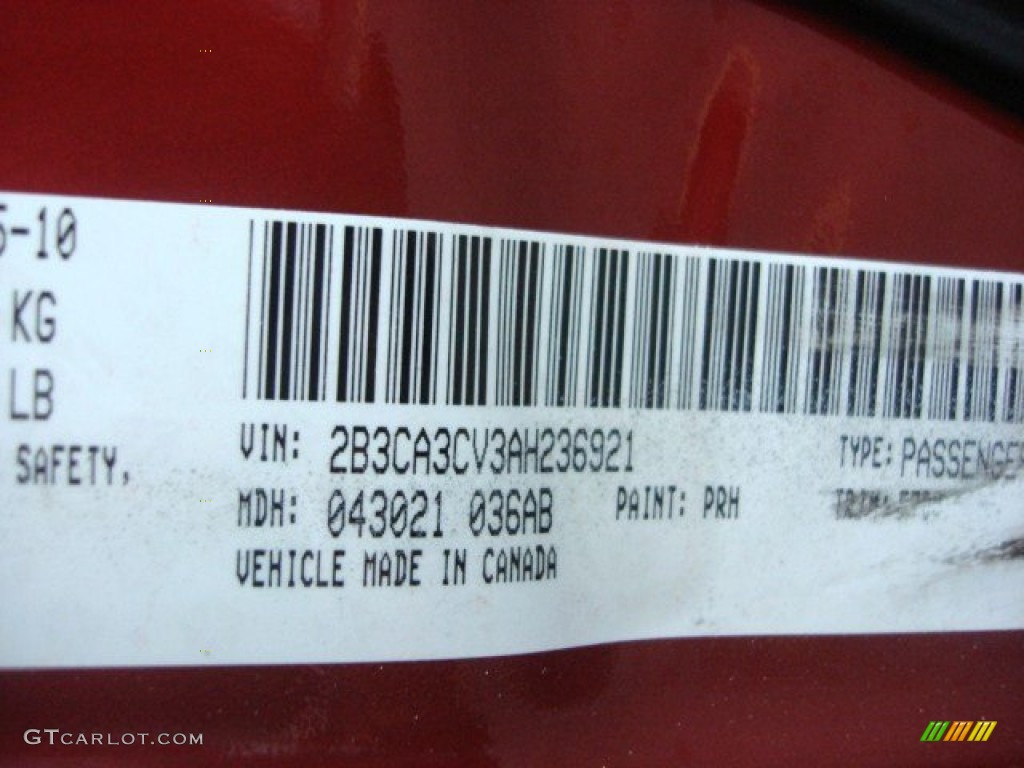 5-10
KG
LB
SAFETY,
VIN: 2B3CA3CV3AH236921
TYPE: PASSENGER
MDH: 043021 036AB
PAINT: PRH
TRIM:
VEHICLE MADE IN CANADA
GTCARLOT.COM